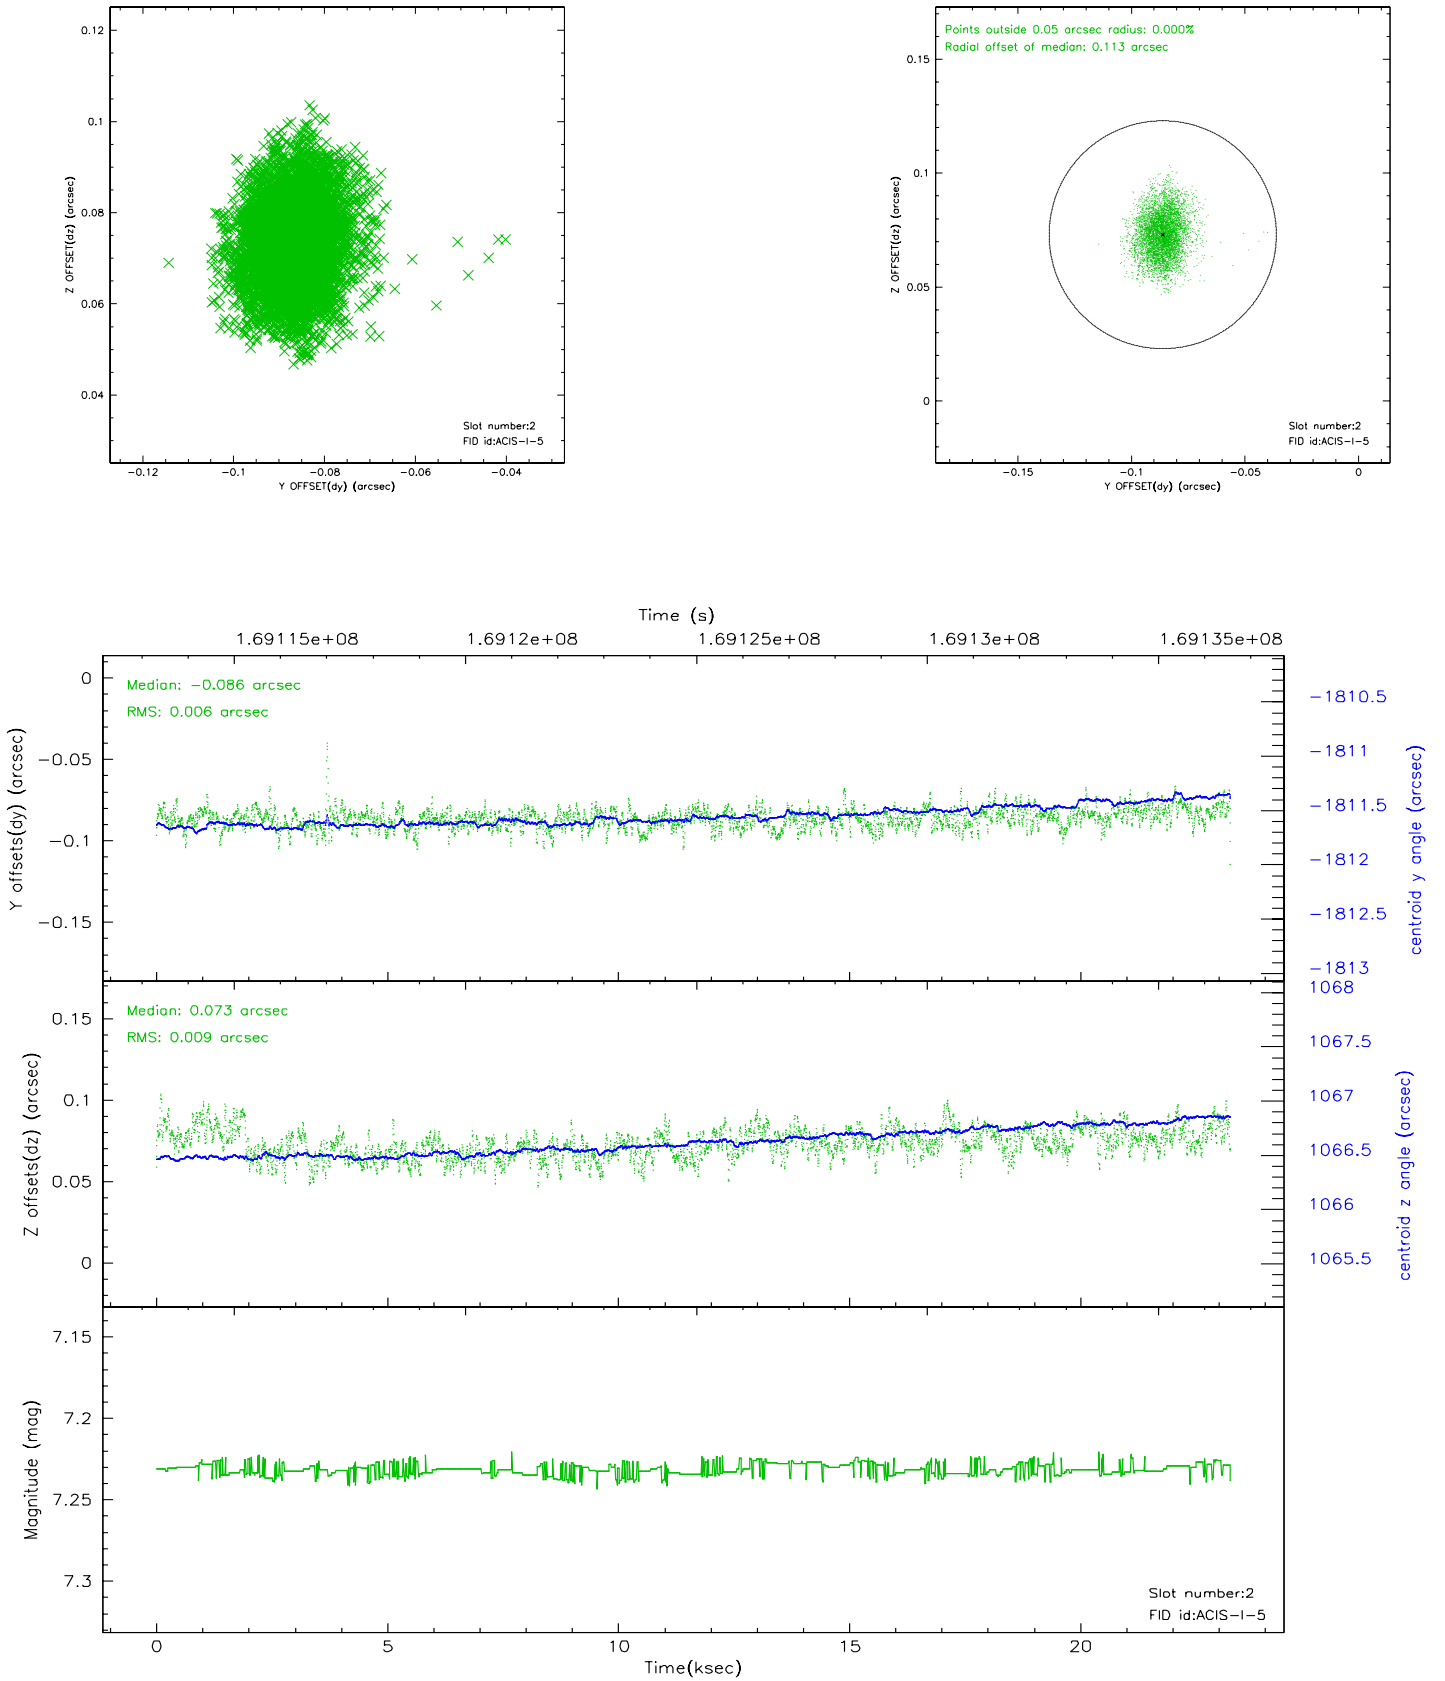 0.12
0.1
0.08
0.06
0.04
Z OFFSET(dz) (arcsec)
Slot number:2
FID id:ACIS-I-5
-0.12 -0.1 -0.08 -0.06 -0.04
Y OFFSET(dy) (arcsec)
Points outside 0.05 arcsec radius: 0.000%
Radial offset of median: 0.113 arcsec
0.15
0.1
0.05
0
Z OFFSET(dz) (arcsec)
Slot number:2
FID id:ACIS-I-5
-0.15 -0.1 -0.05 0
Y OFFSET(dy) (arcsec)
Time (s)
1.69115e+08 1.6912e+08 1.69125e+08 1.6913e+08 1.69135e+08
Median: -0.086 arcsec
RMS: 0.006 arcsec
0
-0.05
-0.1
-0.15
Y offsets(dy) (arcsec)
-1810.5
-1811
-1811.5
-1812
-1812.5
-1813
centroid y angle (arcsec)
Median: 0.073 arcsec
RMS: 0.009 arcsec
0.15
0.1
0.05
0
Z offsets(dz) (arcsec)
1068
1067.5
1067
1066.5
1066
1065.5
centroid z angle (arcsec)
7.15
7.2
7.25
7.3
Magnitude (mag)
Slot number:2
FID id:ACIS-I-5
0 5 10 15 20
Time(ksec)